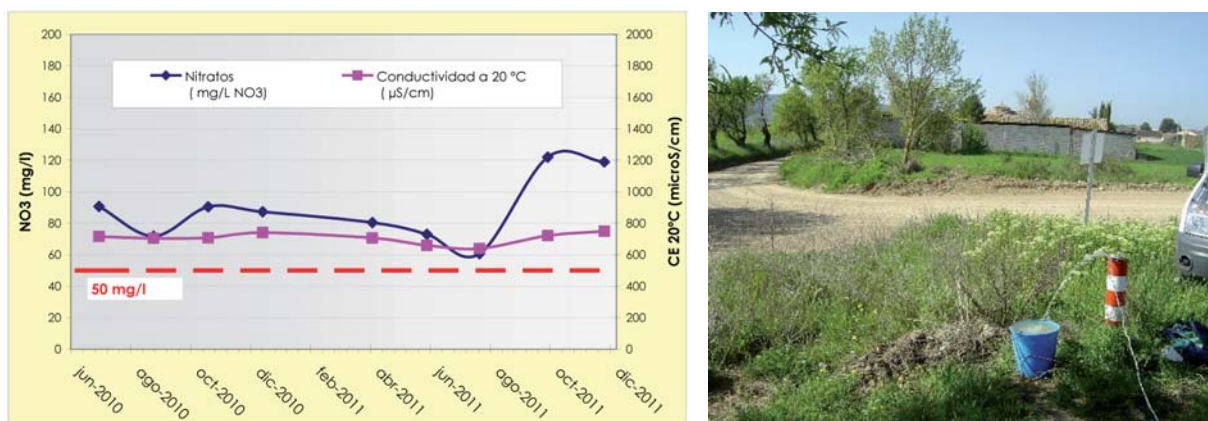 200
180
160
140
120
100
80
60
40
20
0
NO3 (mg/l)
Nitratos
( mg/L NO3)
Conductividad a 20 ºC
( µS/cm)
50 mg/l
2000
1800
1600
1400
1200
1000
800
600
400
200
0
CE 20ºC (microS/cm)
jun-2010
ago-2010
oct-2010
dic-2010
feb-2011
abr-2011
jun-2011
ago-2011
oct-2011
dic-2011